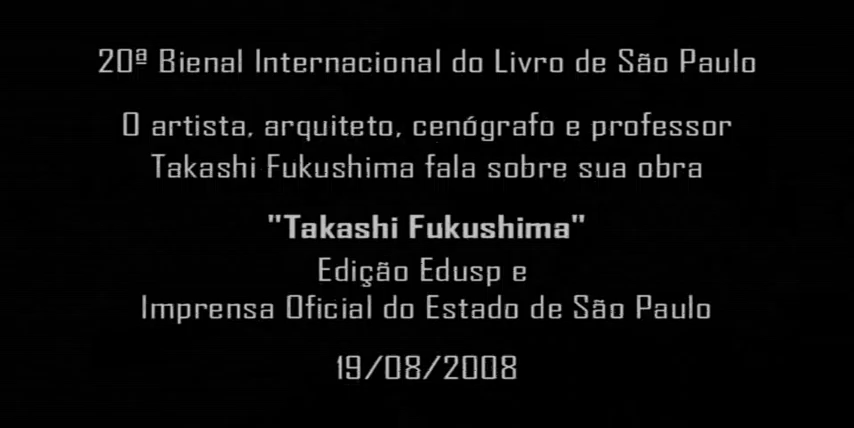 20ª Bienal Internacional do Livro de São Paulo
O artista, arquiteto, cenógrafo e professor
Takashi Fukushima fala sobre sua obra
"Takashi Fukushima"
Edição Edusp e
Imprensa Oficial do Estado de São Paulo
19/08/2008